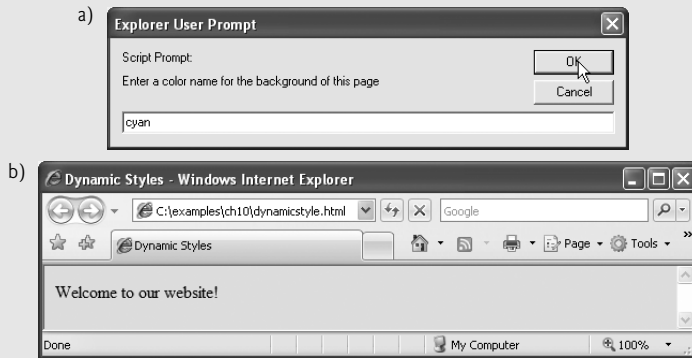 a)
Explorer User Prompt
Script Prompt:
OK
Enter a color name for the background of this page
Cancel
cyan
b)
Dynamic Styles - Windows Internet Explorer
C:\examples\ch10\dynamicstyle.html
Google
Dynamic Styles
Page
Tools
»
Welcome to our website!
Done
My Computer
100%